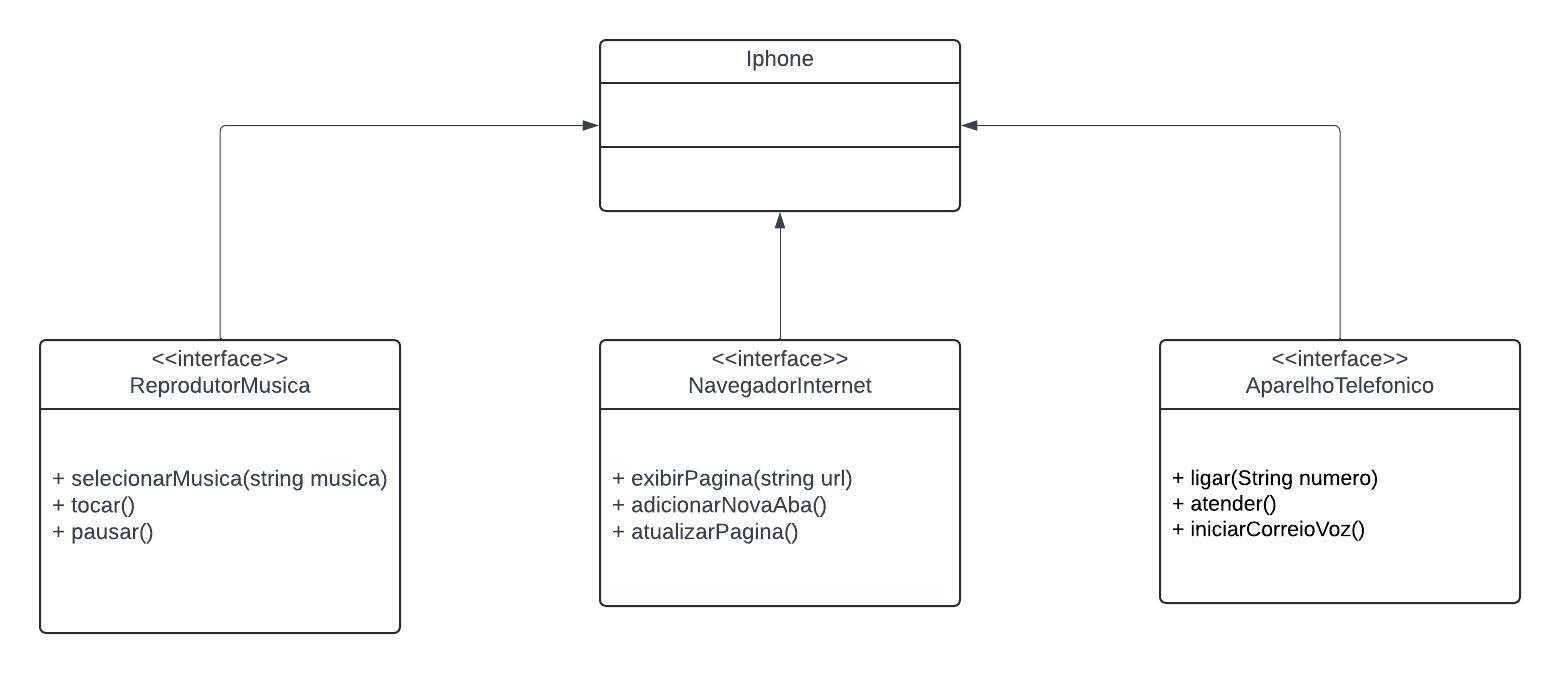 Iphone
<<interface>>
ReprodutorMusica
+ selecionarMusica(string musica)
+ tocar()
+ pausar()
<<interface>>
NavegadorInternet
+ exibirPagina(string url)
+ adicionarNovaAba()
+ atualizarPagina()
<<interface>>
AparelhoTelefonico
+ ligar(String numero)
+ atender()
+ iniciarCorreioVoz()